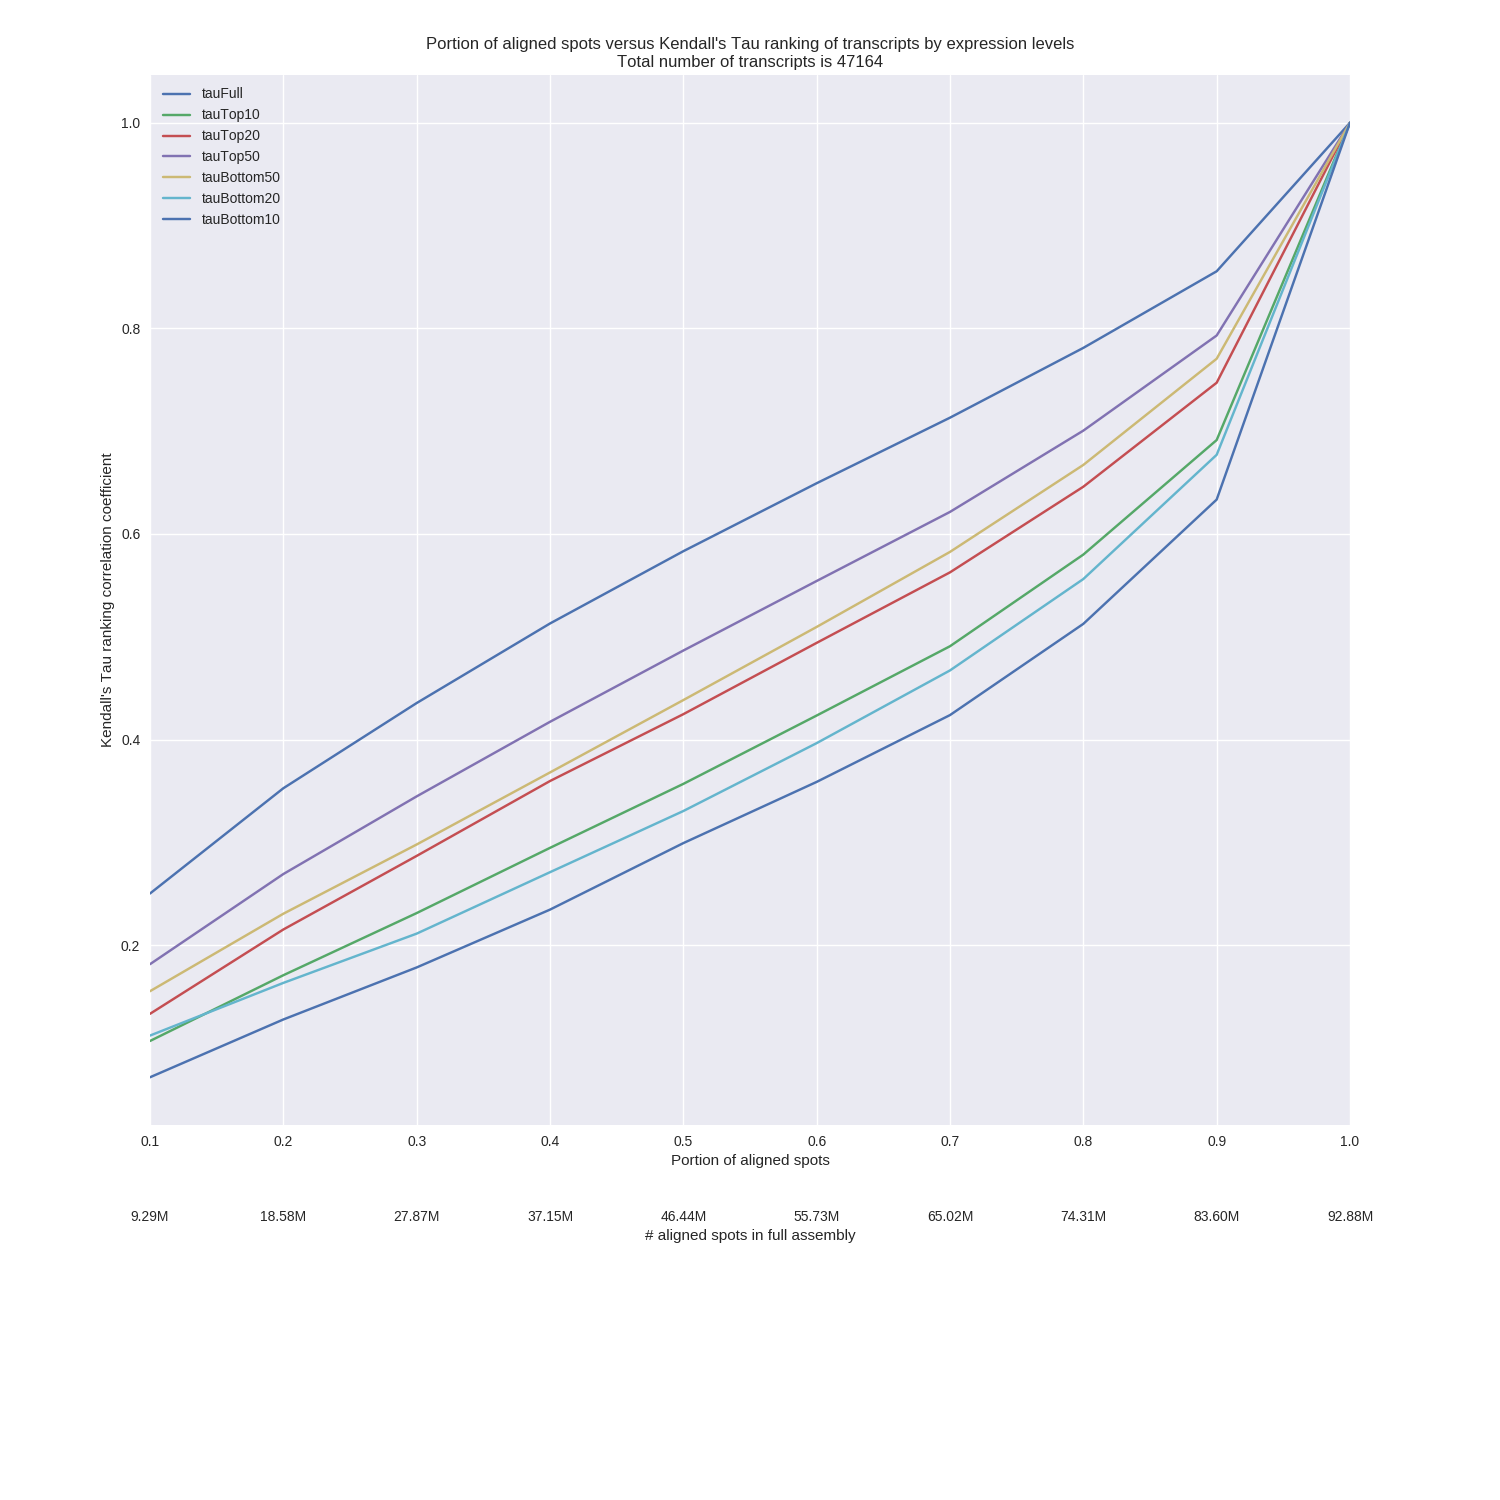 Portion of aligned spots versus Kendall's Tau ranking of transcripts by expression levels
Total number of transcripts is 47164
tauFull
tauTop10
tauTop20
tauTop50
tauBottom50
tauBottom20
tauBottom10
1.0
0.8
0.6
0.4
0.2
Kendall's Tau ranking correlation coefficient
0.1 0.2 0.3 0.4 0.5 0.6 0.7 0.8 0.9 1.0
Portion of aligned spots
9.29M 18.58M 27.87M 37.15M 46.44M 55.73M 65.02M 74.31M 83.60M 92.88M
# aligned spots in full assembly